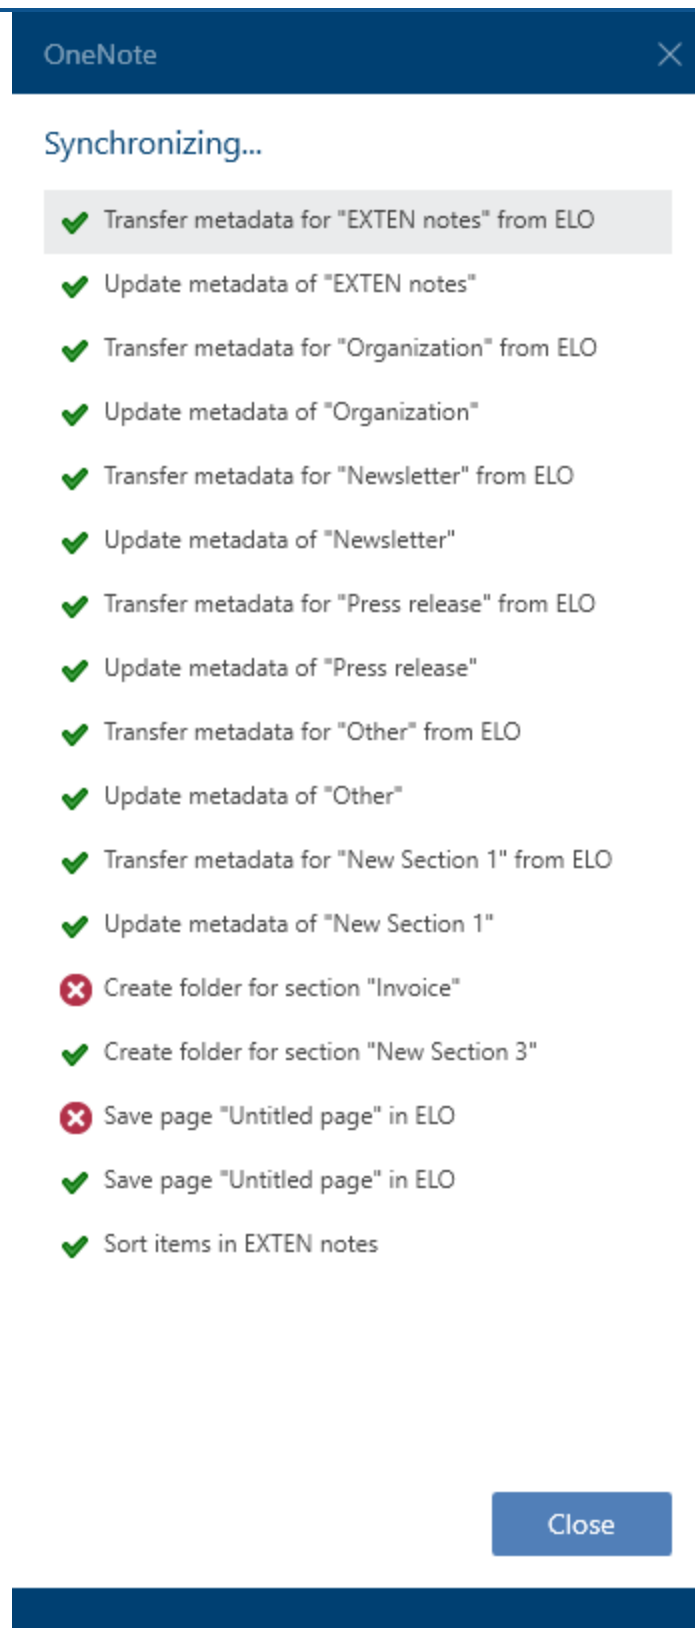 OneNote
Synchronizing...
Transfer metadata for "EXTEN notes" from ELO
Update metadata of "EXTEN notes"
Transfer metadata for "Organization" from ELO
Update metadata of "Organization"
Transfer metadata for "Newsletter" from ELO
Update metadata of "Newsletter"
Transfer metadata for "Press release" from ELO
Update metadata of "Press release"
Transfer metadata for "Other" from ELO
Update metadata of "Other"
Transfer metadata for "New Section 1" from ELO
Update metadata of "New Section 1"
Create folder for section "Invoice"
Create folder for section "New Section 3"
Save page "Untitled page" in ELO
Save page "Untitled page" in ELO
Sort items in EXTEN notes
Close